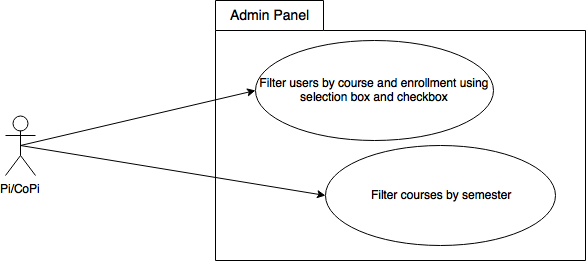 Admin Panel
Filter users by course and enrollment using
selection box and checkbox
Pi/CoPi
Filter courses by semester